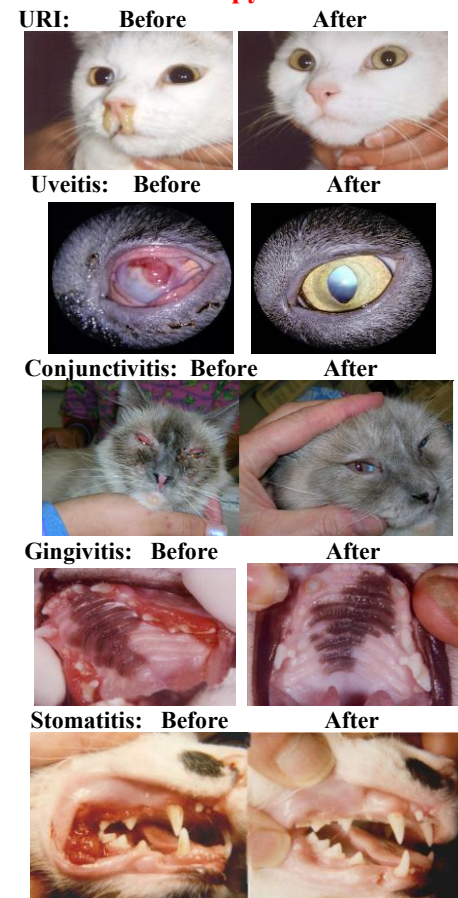 URI: Before After
Uveitis: Before After
Conjunctivitis: Before After
Gingivitis: Before After
Stomatitis: Before After